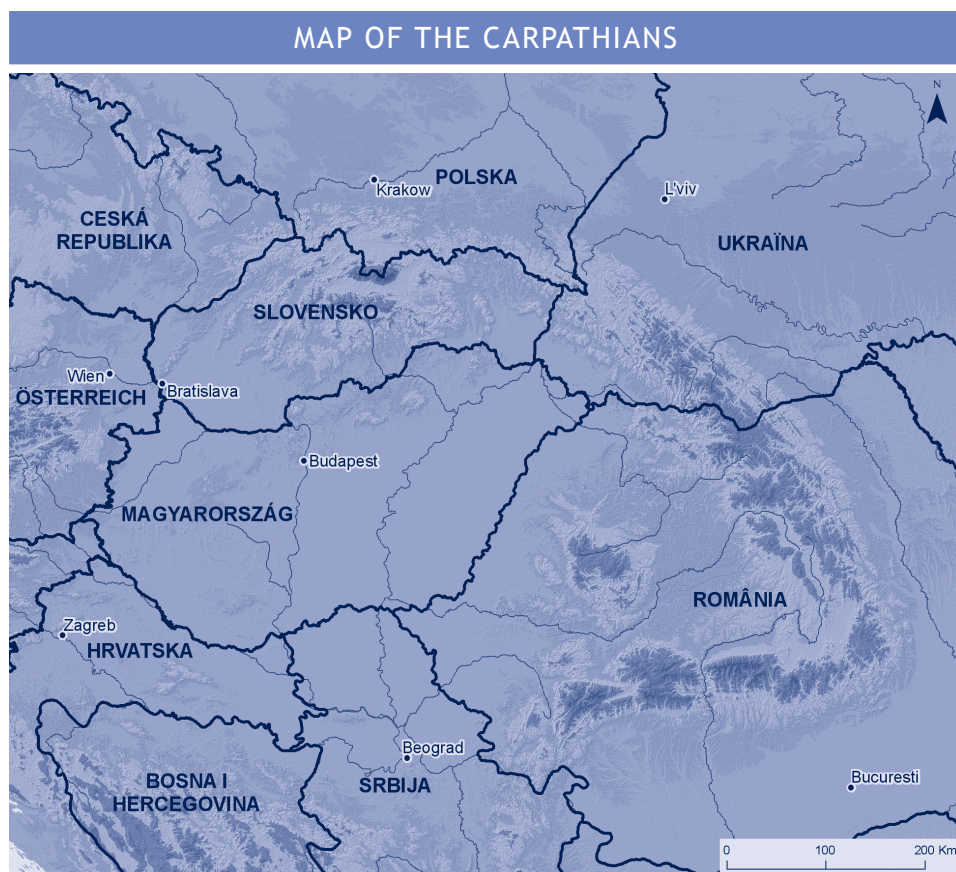 MAP OF THE CARPATHIANS
N
Krakow
POLSKA
L'viv
CESKÁ
REPUBLIKA
UKRAÏNA
SLOVENSKO
Wien
ÖSTERREICH
Bratislava
Budapest
MAGYARORSZÁG
ROMÂNIA
Zagreb
HRVATSKA
Beograd
SRBIJA
BOSNA I
HERCEGOVINA
Bucuresti
0 100 200 Km